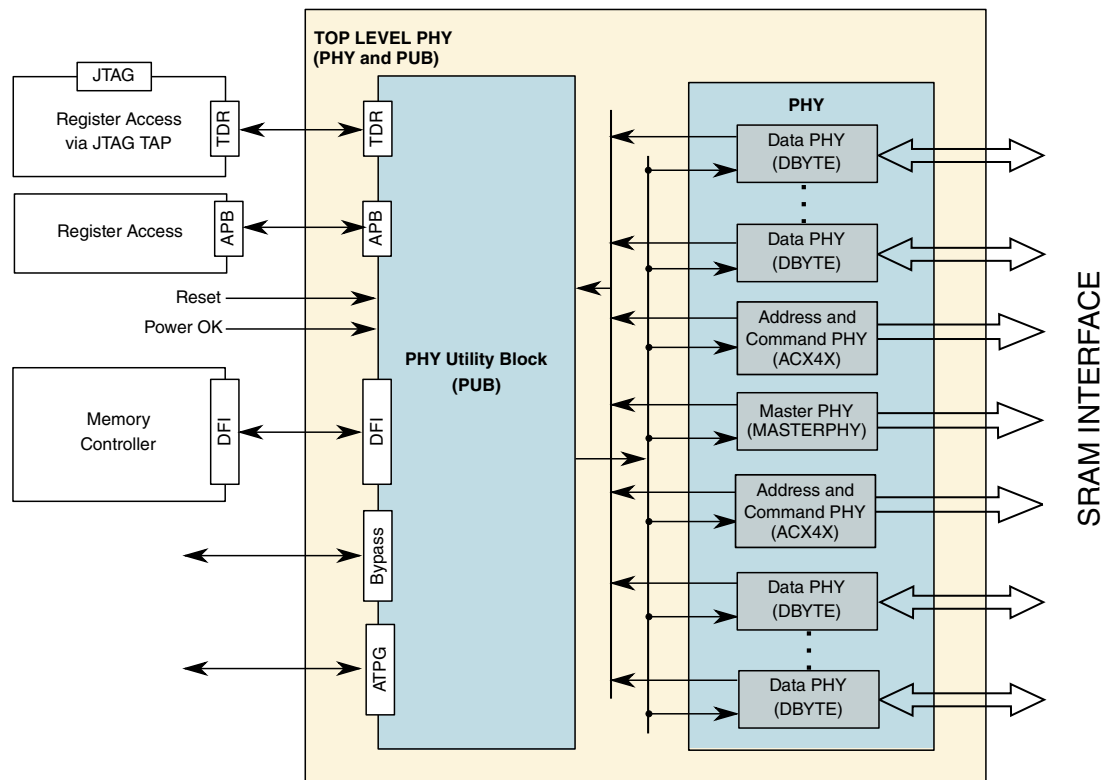 TOP LEVEL PHY
(PHY and PUB)
JTAG
Register Access
via JTAG TAP
TDR
TDR
Register Access
APB
APB
Reset
Power OK
Memory
Controller
DFI
DFI
Bypass
ATPG
PHY Utility Block
(PUB)
PHY
Data PHY
(DBYTE)
Data PHY
(DBYTE)
Address and
Command PHY
(ACX4X)
Master PHY
(MASTERPHY)
Address and
Command PHY
(ACX4X)
Data PHY
(DBYTE)
Data PHY
(DBYTE)
SRAM INTERFACE